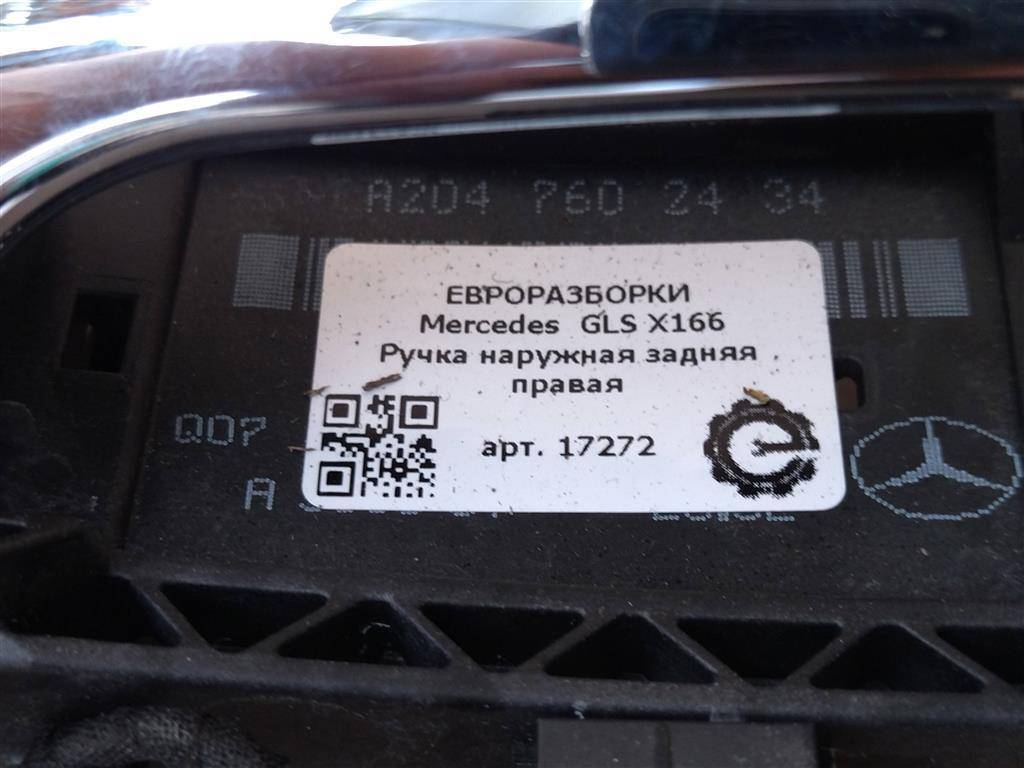 A204 760 24 34
ЕВРОРАЗБОРКИ
Mercedes GLS X166
Ручка наружная задняя
правая
арт. 17272
Q07
A